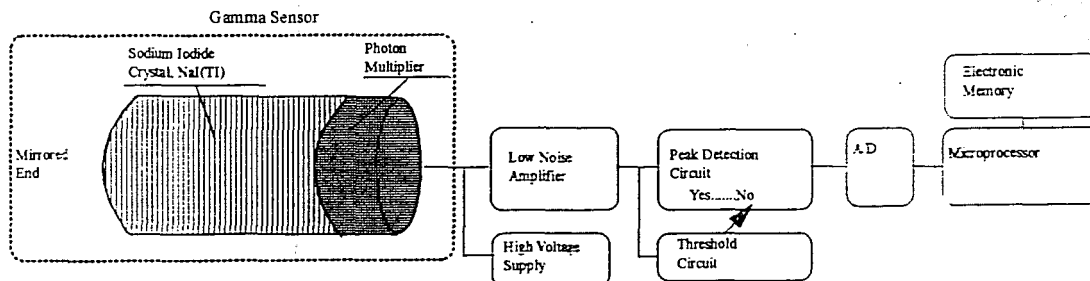 Gamma Sensor
Sodium Iodide
Crystal, NaI(Tl)
Photon
Multiplier
Mirrored
End
Low Noise
Amplifier
High Voltage
Supply
Peak Detection
Circuit
Yes.......No
Threshold
Circuit
A/D
Electronic
Memory
Microprocessor